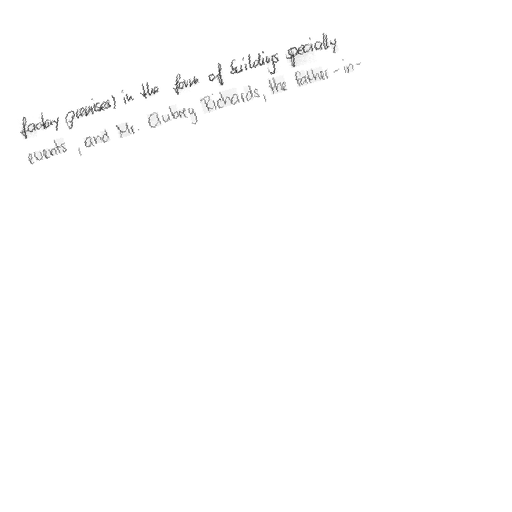 factory premises) in the form of buildings specially
events, and Mr. Aubrey Richards, the father-in-